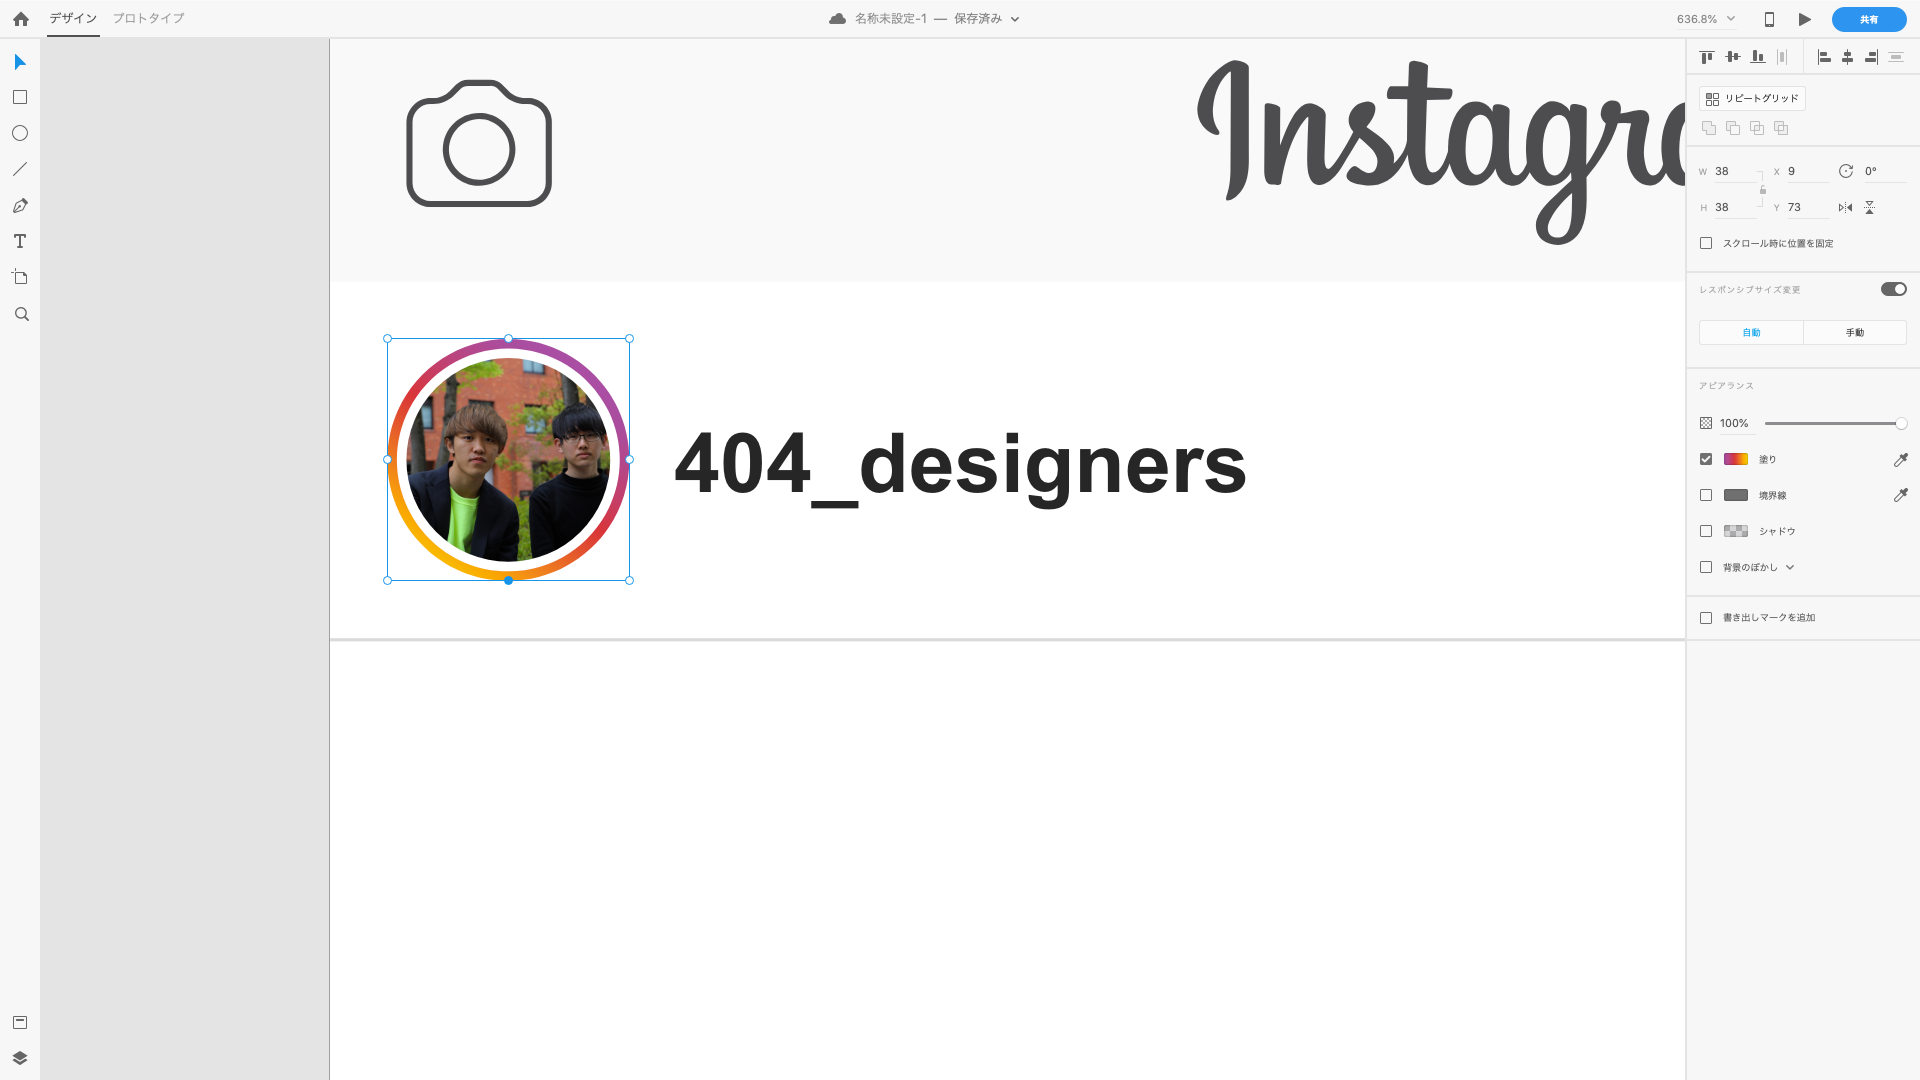 デザイン プロトタイプ 名称未設定-1 — 保存済み 636.8% 共有
Instagra
リピートグリッド
W 38 X 9 0°
H 38 Y 73
スクロール時に位置を固定
レスポンシブサイズ変更
自動 手動
アピアランス
100%
404_designers
塗り
境界線
シャドウ
背景のぼかし
書き出しマークを追加